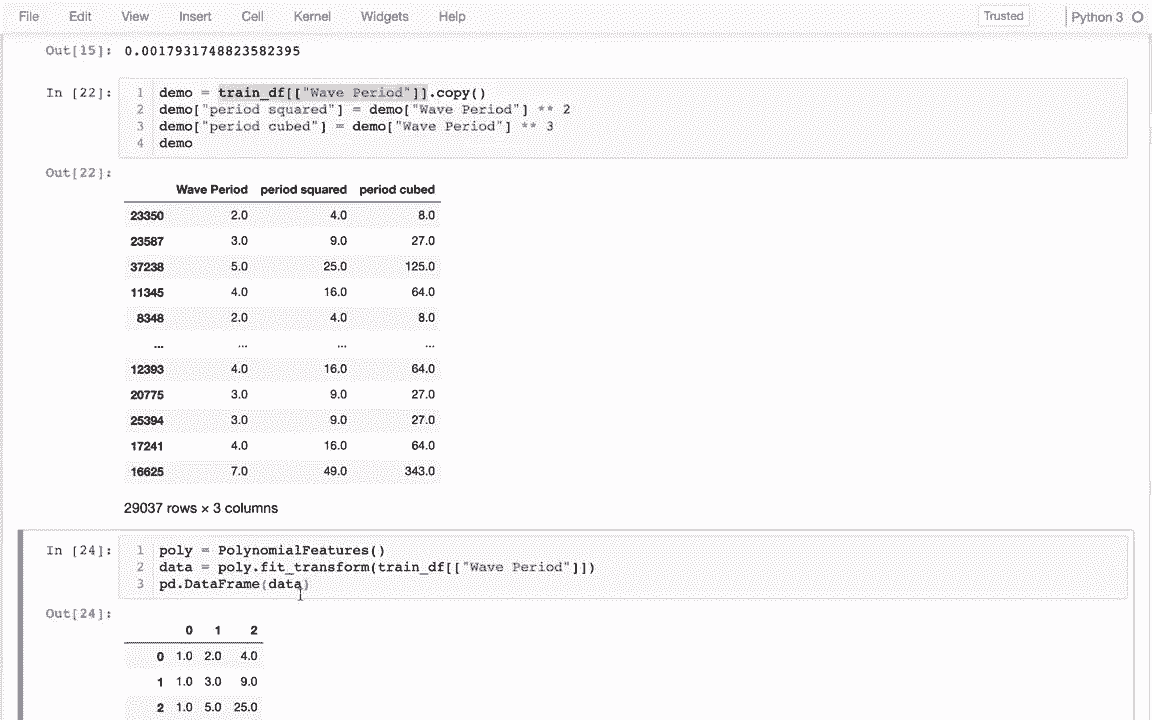 File Edit View Insert Cell Kernel Widgets Help Trusted Python 3
Out[15]: 0.0017931748823582395
In [22]: 1 demo = train_df[["Wave Period"]].copy()
2 demo["period squared"] = demo["Wave Period"] ** 2
3 demo["period cubed"] = demo["Wave Period"] ** 3
4 demo
Out[22]:
Wave Period period squared period cubed
23350 2.0 4.0 8.0
23587 3.0 9.0 27.0
37238 5.0 25.0 125.0
11345 4.0 16.0 64.0
8348 2.0 4.0 8.0
... ... ... ...
12393 4.0 16.0 64.0
20775 3.0 9.0 27.0
25394 3.0 9.0 27.0
17241 4.0 16.0 64.0
16625 7.0 49.0 343.0
29037 rows × 3 columns
In [24]: 1 poly = PolynomialFeatures()
2 data = poly.fit_transform(train_df[["Wave Period"]])
3 pd.DataFrame(data)
Out[24]:
0 1 2
0 1.0 2.0 4.0
1 1.0 3.0 9.0
2 1.0 5.0 25.0